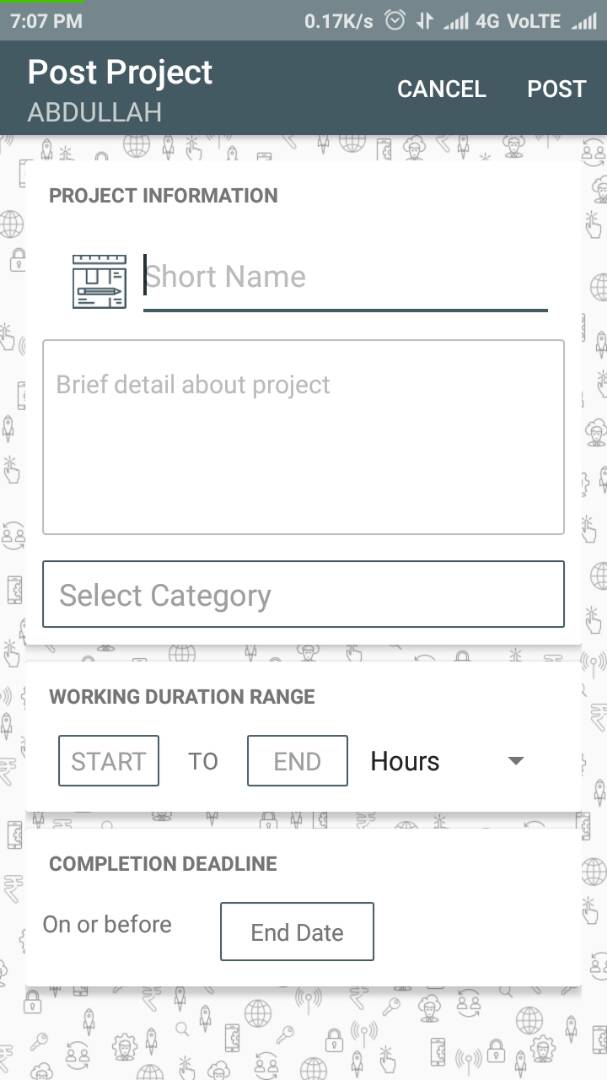 7:07 PM 0.17K/s 4G VoLTE
Post Project
ABDULLAH
CANCEL POST
PROJECT INFORMATION
Short Name
Brief detail about project
Select Category
WORKING DURATION RANGE
START TO END Hours
COMPLETION DEADLINE
On or before End Date